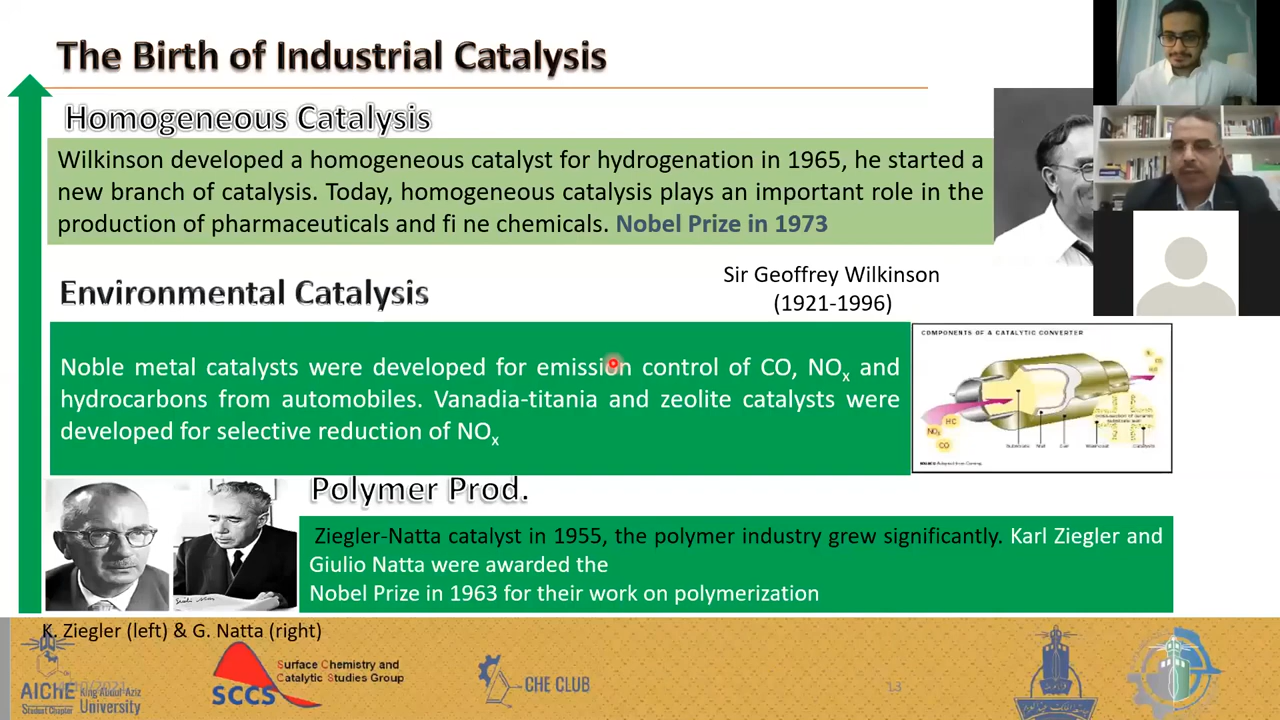 The Birth of Industrial Catalysis
Homogeneous Catalysis
Wilkinson developed a homogeneous catalyst for hydrogenation in 1965, he started a
new branch of catalysis. Today, homogeneous catalysis plays an important role in the
production of pharmaceuticals and fi ne chemicals. Nobel Prize in 1973
Sir Geoffrey Wilkinson
(1921-1996)
Environmental Catalysis
Noble metal catalysts were developed for emission control of CO, NOx and
hydrocarbons from automobiles. Vanadia-titania and zeolite catalysts were
developed for selective reduction of NOx
COMPONENTS OF A CATALYTIC CONVERTER
HC
NOx
CO
Polymer Prod.
Ziegler-Natta catalyst in 1955, the polymer industry grew significantly. Karl Ziegler and
Giulio Natta were awarded the
Nobel Prize in 1963 for their work on polymerization
K. Ziegler (left) & G. Natta (right)
AIChE King Abdul Aziz
Student Chapter University
SCCS
Surface Chemistry and
Catalytic Studies Group
CHE CLUB
13